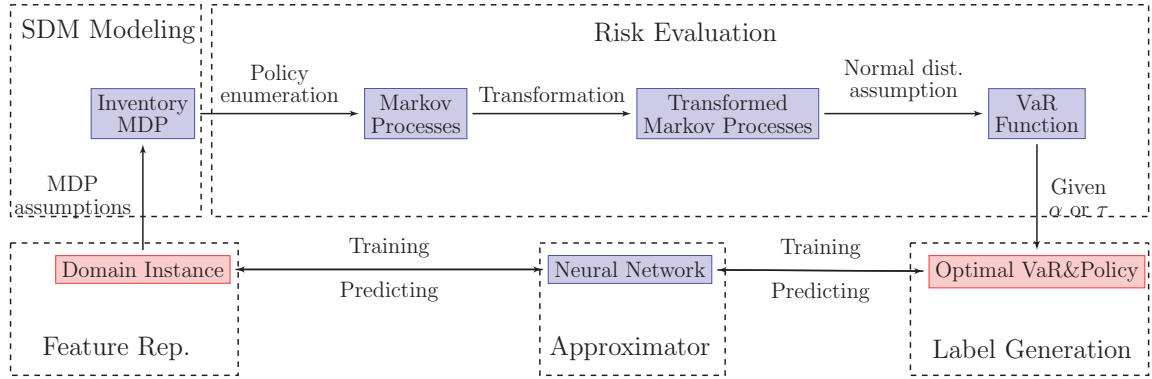 SDM Modeling
Risk Evaluation
Policy
enumeration
Normal dist.
assumption
Inventory
MDP
Markov
Processes
Transformation
Transformed
Markov Processes
VaR
Function
MDP
assumptions
Given
α or τ
Domain Instance
Training
Predicting
Neural Network
Training
Predicting
Optimal VaR&Policy
Feature Rep.
Approximator
Label Generation